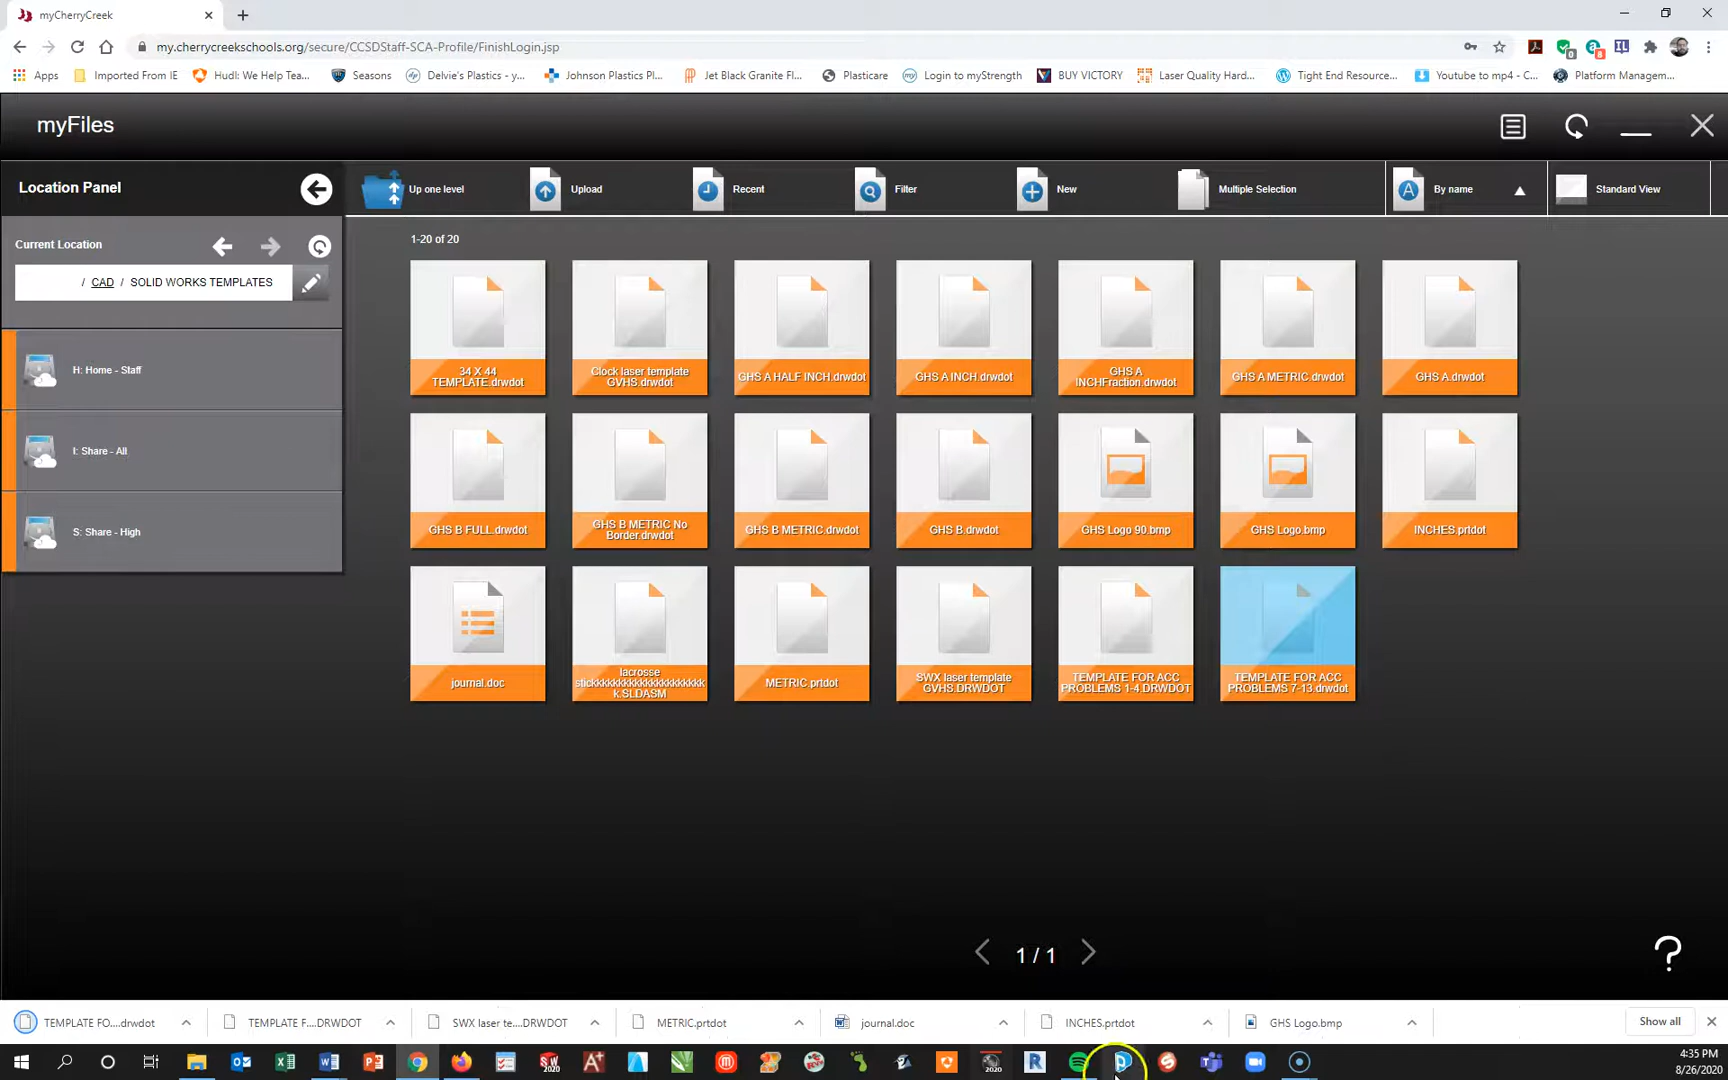 myCherryCreek
my.cherrycreekschools.org/secure/CCSDStaff-SCA-Profile/FinishLogin.jsp
Apps
Imported From IE
Hudl: We Help Tea...
Seasons
Delvie's Plastics - y...
Johnson Plastics Pl...
Jet Black Granite Fl...
Plasticare
Login to myStrength
BUY VICTORY
Laser Quality Hard...
Tight End Resource...
Youtube to mp4 - C...
Platform Managem...
myFiles
Location Panel
Up one level
Upload
Recent
Filter
New
Multiple Selection
By name
Standard View
Current Location
/ CAD / SOLID WORKS TEMPLATES
H: Home - Staff
I: Share - All
S: Share - High
1-20 of 20
34 X 44
TEMPLATE.drwdot
Clock laser template
GVHS.drwdot
GHS A HALF INCH.drwdot
GHS A INCH.drwdot
GHS A
INCHFraction.drwdot
GHS A METRIC.drwdot
GHS A.drwdot
GHS B FULL.drwdot
GHS B METRIC No
Border.drwdot
GHS B METRIC.drwdot
GHS B.drwdot
GHS Logo 90.bmp
GHS Logo.bmp
INCHES.prtdot
journal.doc
lacrosse
k.SLDASM
METRIC.prtdot
SWX laser template
GVHS.DRWDOT
TEMPLATE FOR ACC
PROBLEMS 1-4.DRWDOT
TEMPLATE FOR ACC
PROBLEMS 7-13.drwdot
1 / 1
?
TEMPLATE FO....drwdot
TEMPLATE F....DRWDOT
SWX laser te....DRWDOT
METRIC.prtdot
journal.doc
INCHES.prtdot
GHS Logo.bmp
Show all
4:35 PM
8/26/2020